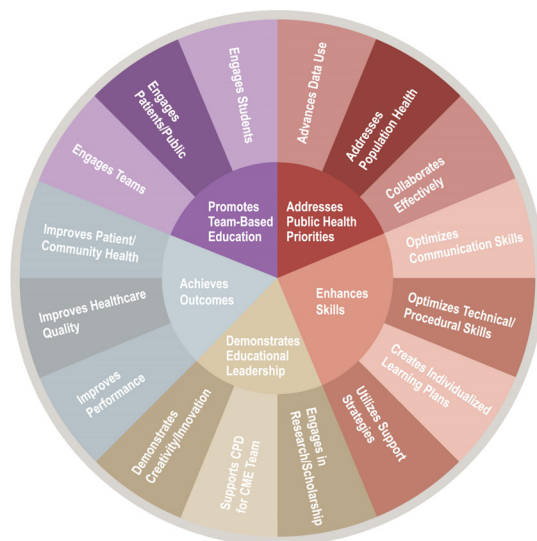 Advances Data Use
Addresses
Population Health
Collaborates
Effectively
Optimizes
Communication Skills
Optimizes Technical/
Procedural Skills
Creates Individualized
Learning Plans
Utilizes Support
Strategies
Engages in
Research/Scholarship
Supports CPD
for CME Team
Demonstrates
Creativity/Innovation
Improves
Performance
Improves Healthcare
Quality
Improves Patient/
Community Health
Engages Teams
Engages
Patients/Public
Engages Students
Promotes
Team-Based
Education
Addresses
Public Health
Priorities
Enhances
Skills
Demonstrates
Educational
Leadership
Achieves
Outcomes